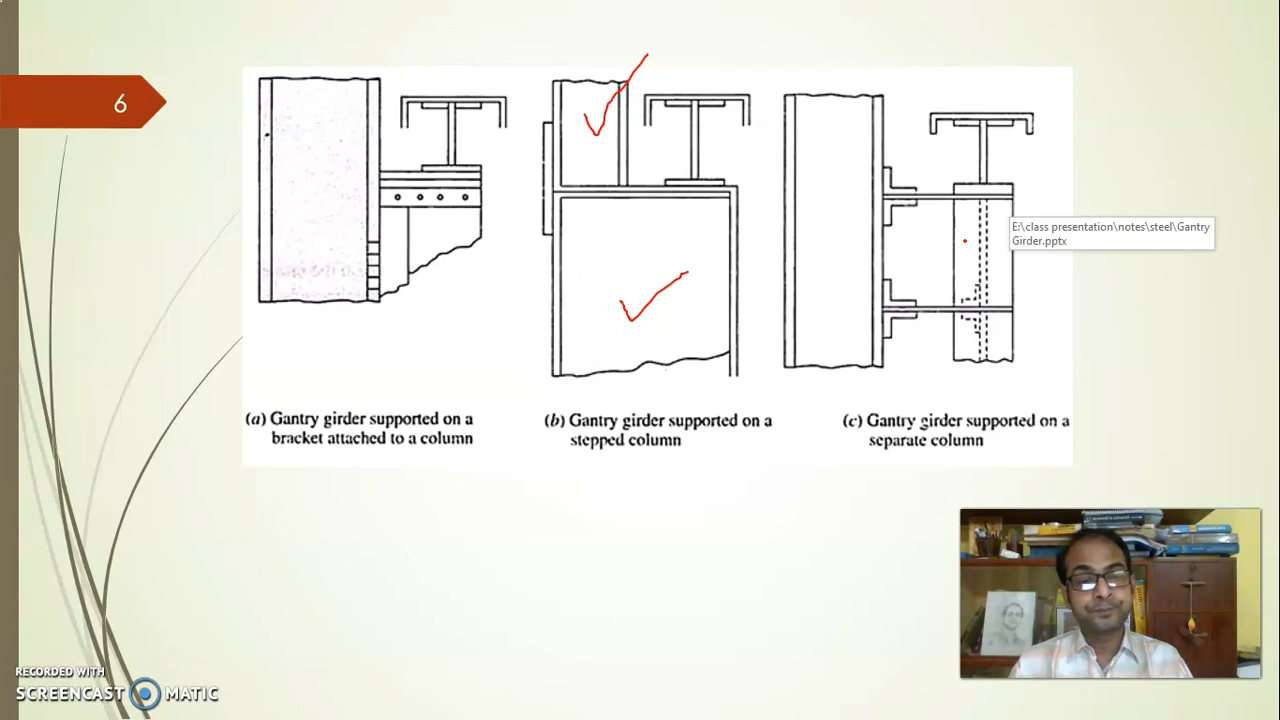 6
E:\class presentation\notes\steel\Gantry
Girder.pptx
(a) Gantry girder supported on a
bracket attached to a column
(b) Gantry girder supported on a
stepped column
(c) Gantry girder supported on a
separate column
RECORDED WITH
SCREENCAST MATIC